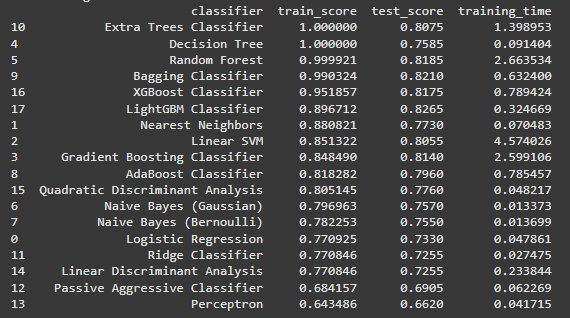 classifier train_score test_score training_time
10 Extra Trees Classifier 1.000000 0.8075 1.398953
4 Decision Tree 1.000000 0.7585 0.091404
5 Random Forest 0.999921 0.8185 2.663534
9 Bagging Classifier 0.990324 0.8210 0.632400
16 XGBoost Classifier 0.951857 0.8175 0.789424
17 LightGBM Classifier 0.896712 0.8265 0.324669
1 Nearest Neighbors 0.880821 0.7730 0.070483
2 Linear SVM 0.851322 0.8055 4.574026
3 Gradient Boosting Classifier 0.848490 0.8140 2.599106
8 AdaBoost Classifier 0.818282 0.7960 0.785457
15 Quadratic Discriminant Analysis 0.805145 0.7760 0.048217
6 Naive Bayes (Gaussian) 0.796963 0.7570 0.013373
7 Naive Bayes (Bernoulli) 0.782253 0.7550 0.013699
0 Logistic Regression 0.770925 0.7330 0.047861
11 Ridge Classifier 0.770846 0.7255 0.027475
14 Linear Discriminant Analysis 0.770846 0.7255 0.233844
12 Passive Aggressive Classifier 0.684157 0.6905 0.062269
13 Perceptron 0.643486 0.6620 0.041715